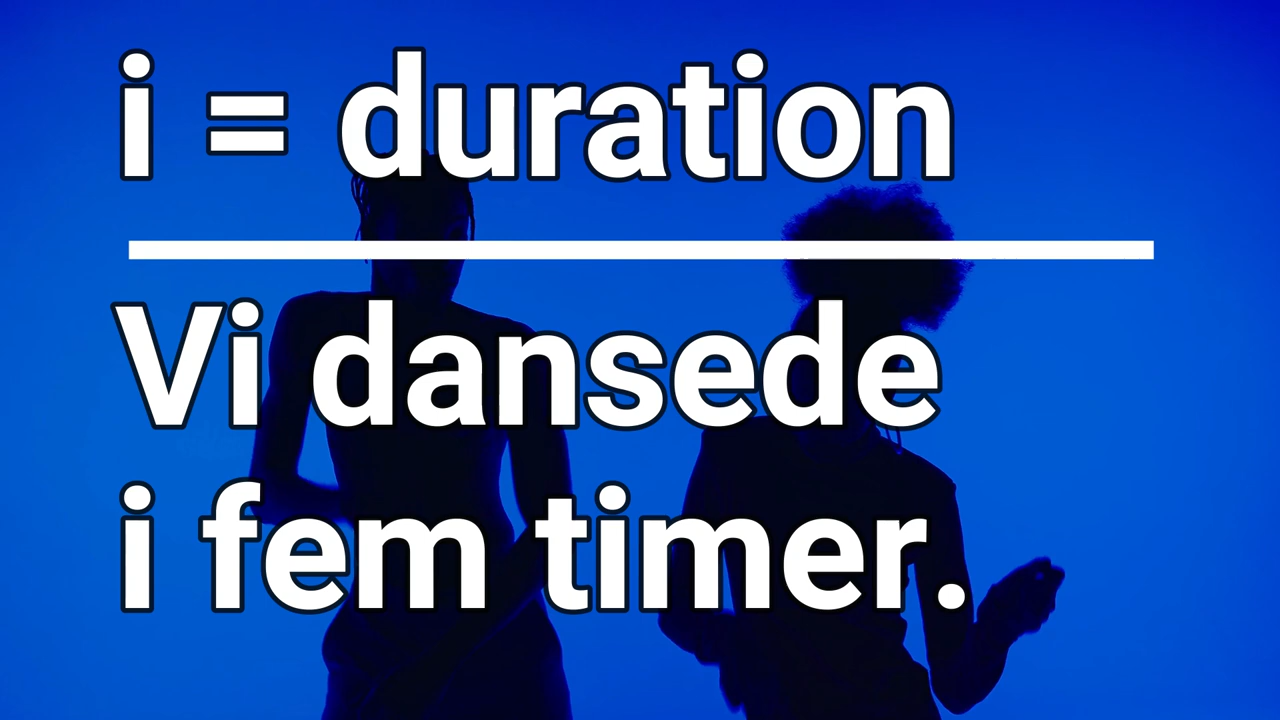 i = duration
Vi dansede
i fem timer.